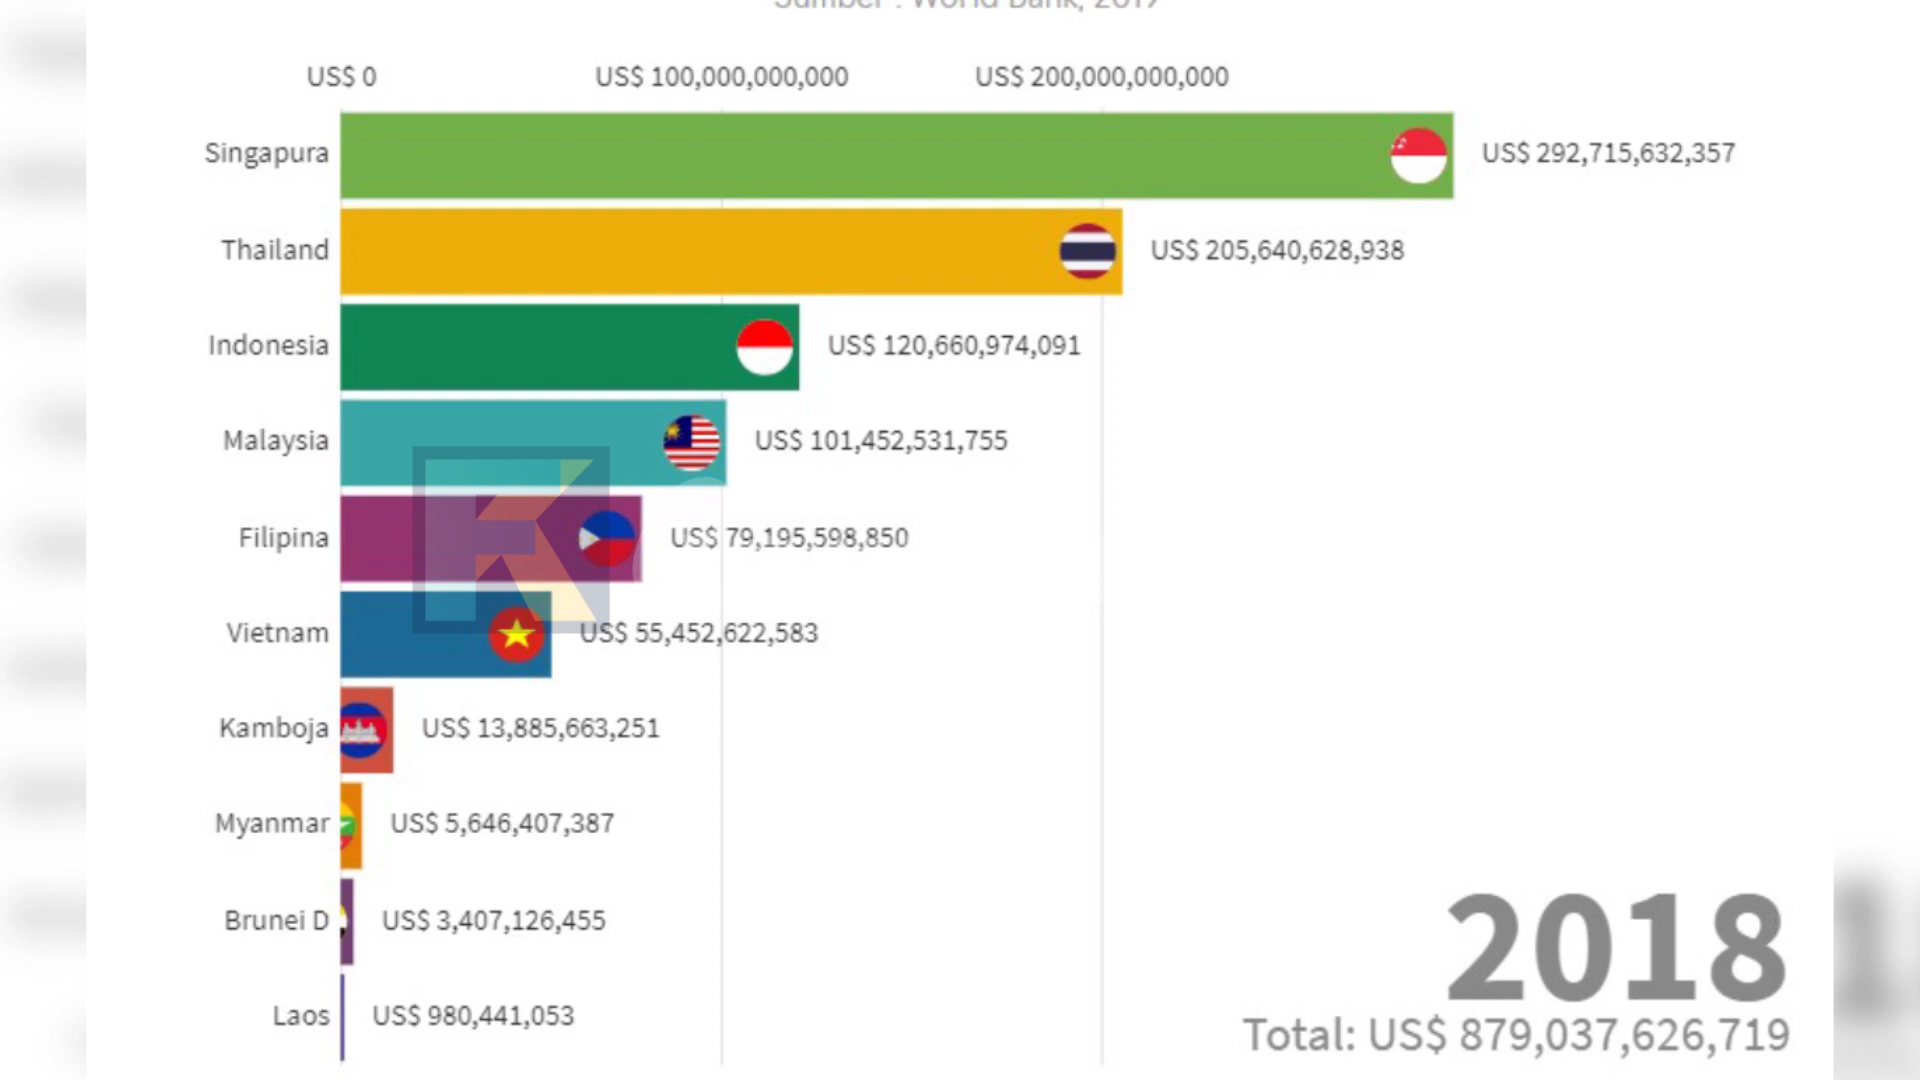 Sumber : World Bank, 2019
US$ 0 US$ 100,000,000,000 US$ 200,000,000,000
Singapura US$ 292,715,632,357
Thailand US$ 205,640,628,938
Indonesia US$ 120,660,974,091
Malaysia US$ 101,452,531,755
Filipina US$ 79,195,598,850
Vietnam US$ 55,452,622,583
Kamboja US$ 13,885,663,251
Myanmar US$ 5,646,407,387
Brunei D US$ 3,407,126,455
Laos US$ 980,441,053
2018
Total: US$ 879,037,626,719